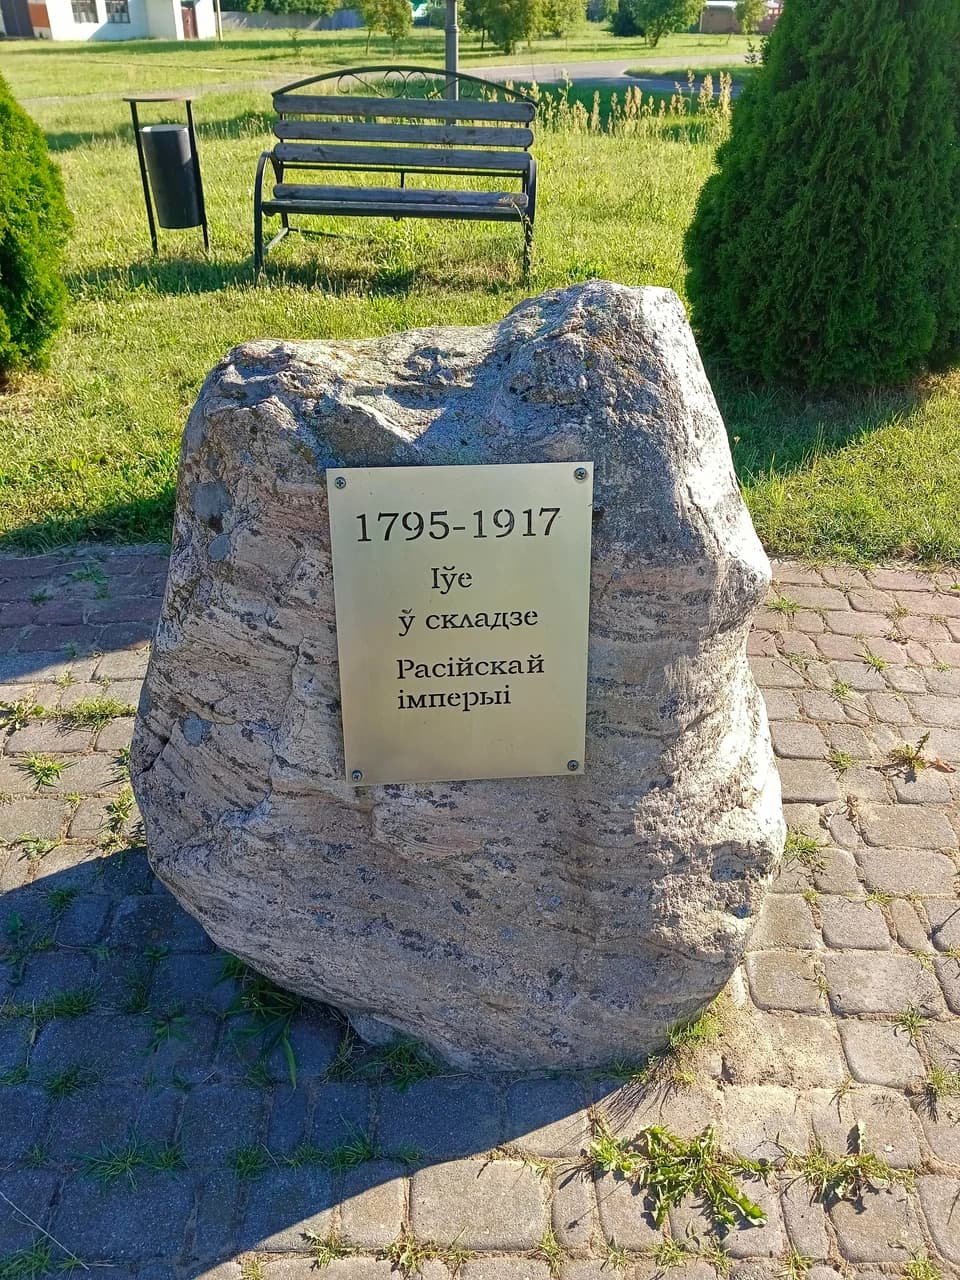 1795-1917
Іўе
ў складзе
Расійскай
імперыі